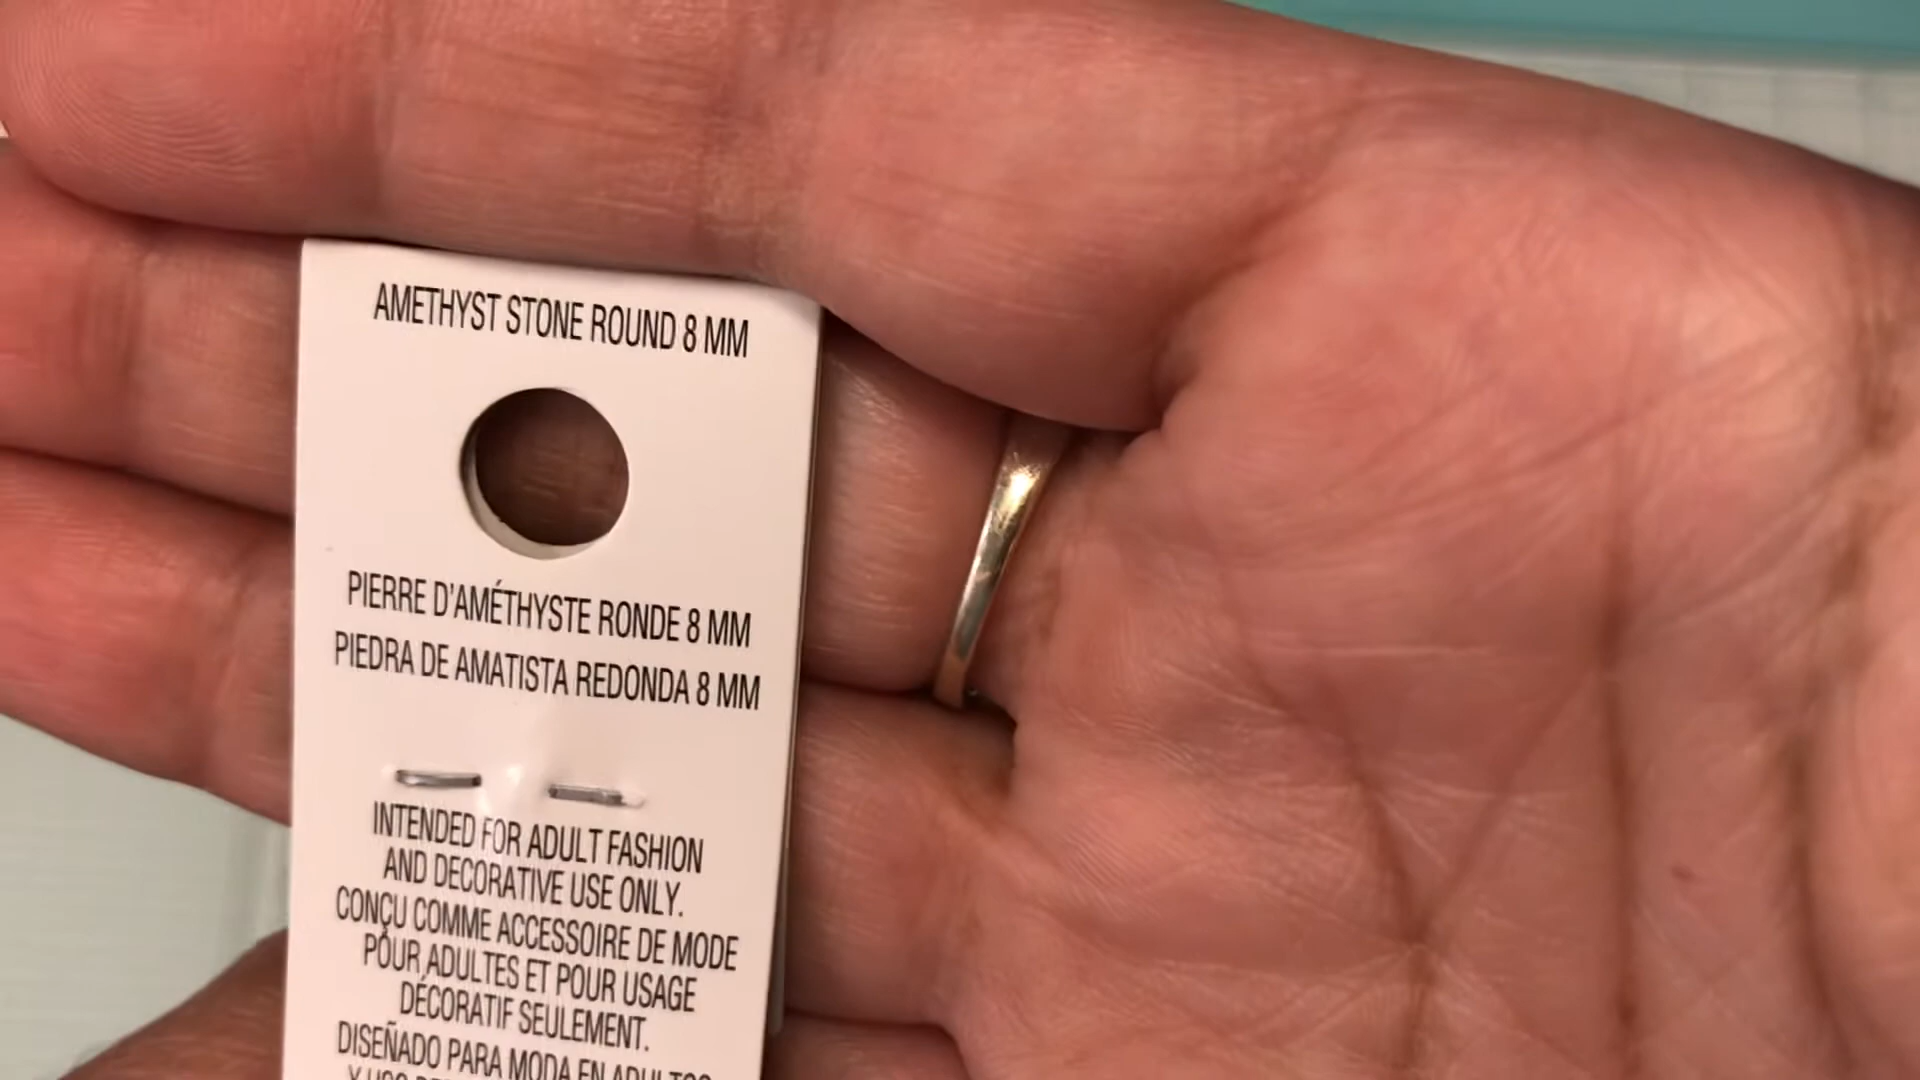 AMETHYST STONE ROUND 8 MM
PIERRE D'AMÉTHYSTE RONDE 8 MM
PIEDRA DE AMATISTA REDONDA 8 MM
INTENDED FOR ADULT FASHION
AND DECORATIVE USE ONLY.
CONÇU COMME ACCESSOIRE DE MODE
POUR ADULTES ET POUR USAGE
DÉCORATIF SEULEMENT.
DISEÑADO PARA MODA EN ADULTOS
Y USO